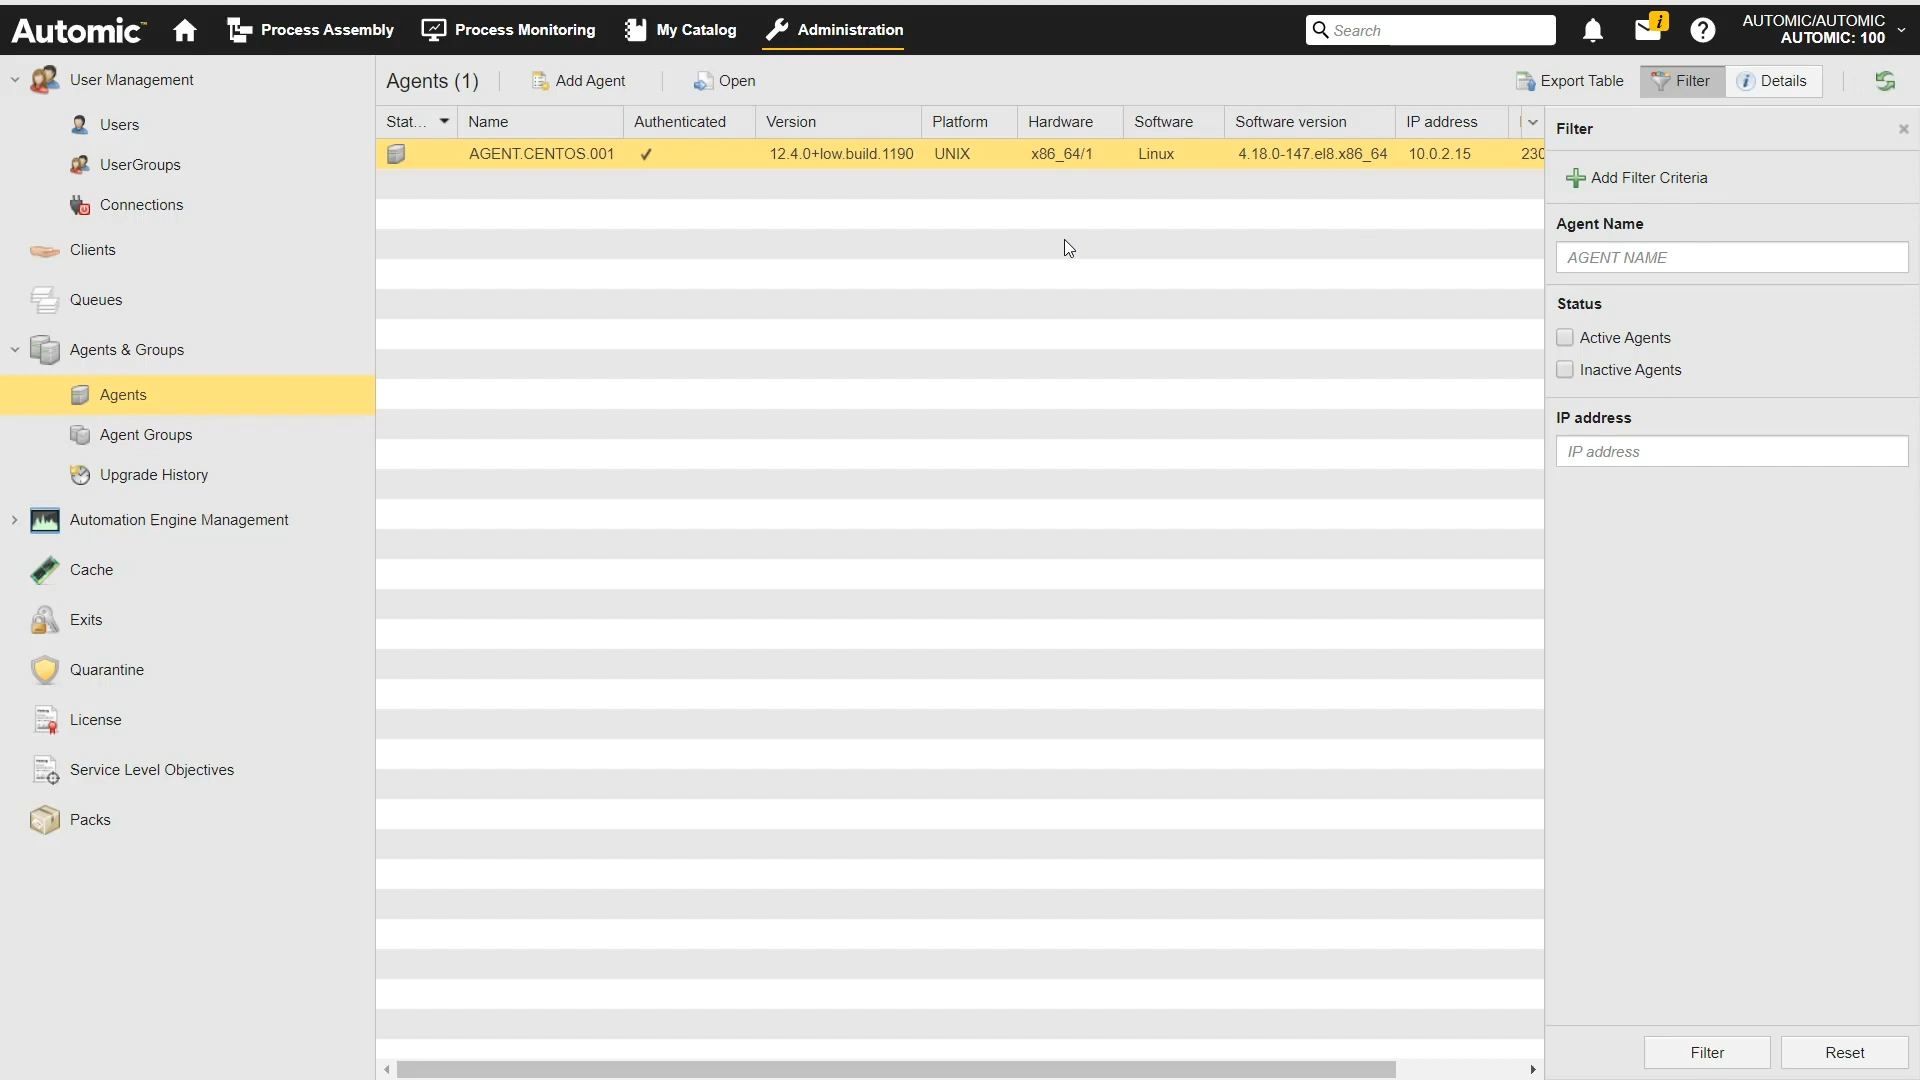 Automic™
Process Assembly
Process Monitoring
My Catalog
Administration
Search
i
?
AUTOMIC/AUTOMIC
AUTOMIC: 100
User Management
Users
UserGroups
Connections
Clients
Queues
Agents & Groups
Agents
Agent Groups
Upgrade History
Automation Engine Management
Cache
Exits
Quarantine
License
Service Level Objectives
Packs
Agents (1)
Add Agent
Open
Export Table
Filter
Details
Stat... Name Authenticated Version Platform Hardware Software Software version IP address
AGENT.CENTOS.001 ✓ 12.4.0+low.build.1190 UNIX x86_64/1 Linux 4.18.0-147.el8.x86_64 10.0.2.15 230
Filter
Add Filter Criteria
Agent Name
AGENT NAME
Status
Active Agents
Inactive Agents
IP address
IP address
Filter
Reset